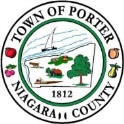 TOWN OF PORTER
1812
NIAGARA COUNTY